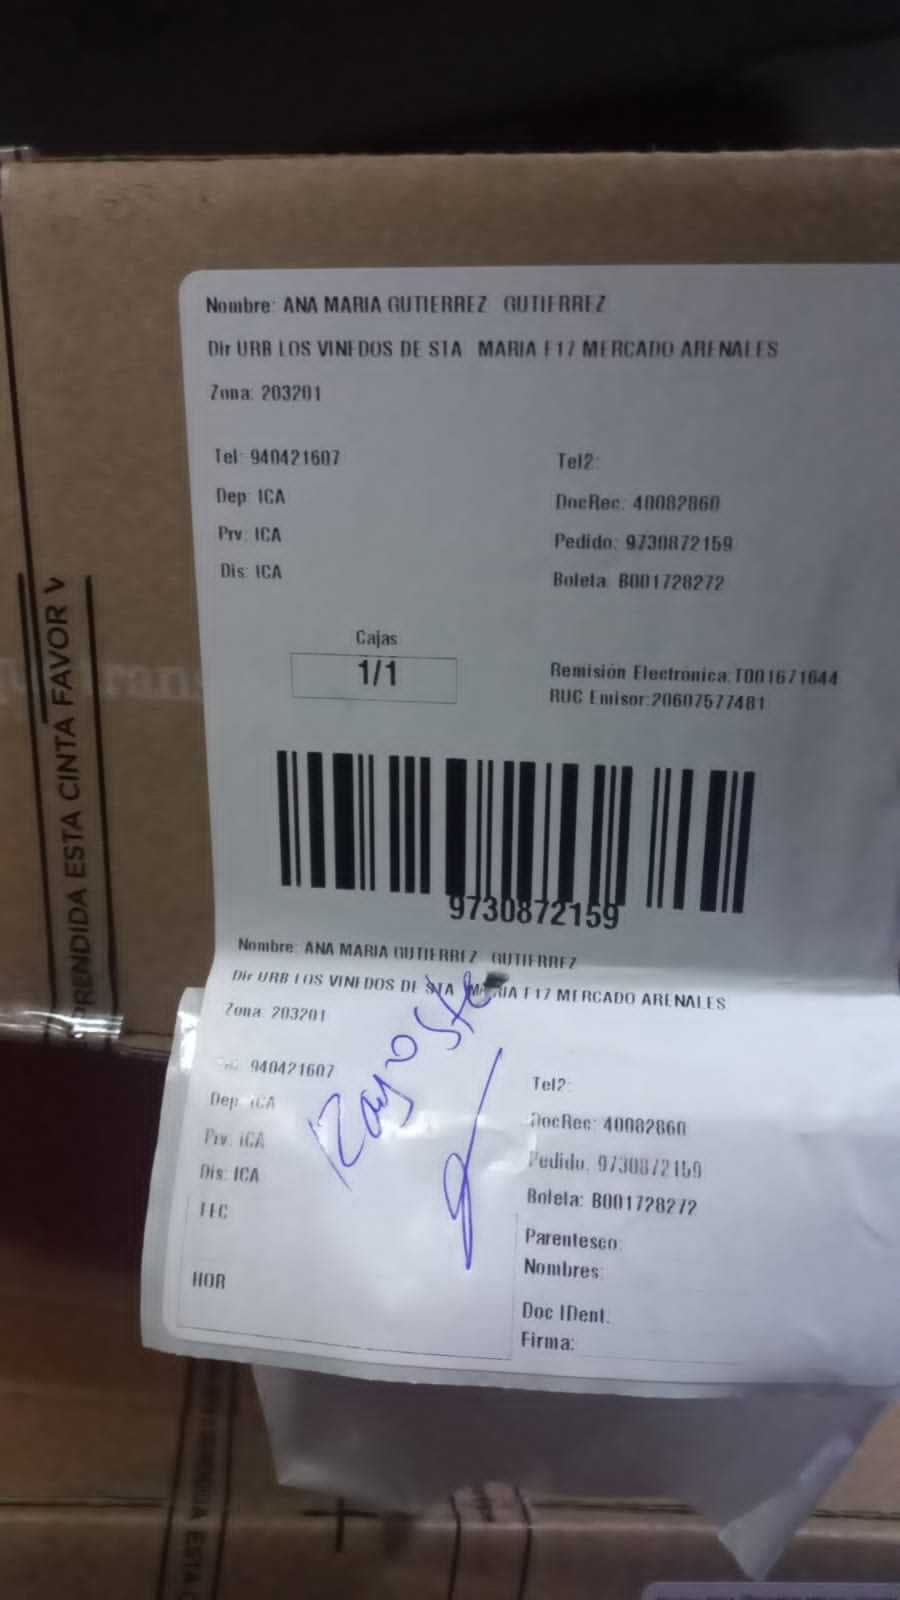 Nombre: ANA MARIA GUTIERREZ GUTIERREZ
Dir URB LOS VINEDOS DE STA MARIA F17 MERCADO ARENALES
Zona: 203201
Tel: 940421607
Tel2:
Dep: ICA
DocRec: 40082860
Prv: ICA
Pedido: 9730872159
Dis: ICA
Boleta: B001728272
Cajas
1/1
Remisión Electrónica: T001671644
RUC Emisor:20607577481
PRENDIDA ESTA CINTA FAVOR V
9730872159
Nombre: ANA MARIA GUTIERREZ GUTIERREZ
Dir URB LOS VINEDOS DE STA MARIA F17 MERCADO ARENALES
Zona: 203201
940421607
Tel2:
Dep: ICA
DocRec: 40082860
Prv: ICA
Pedido: 9730872159
Dis: ICA
Boleta: B001728272
FEC
Parentesco:
Nombres:
HOR
Doc IDent:
Firma: